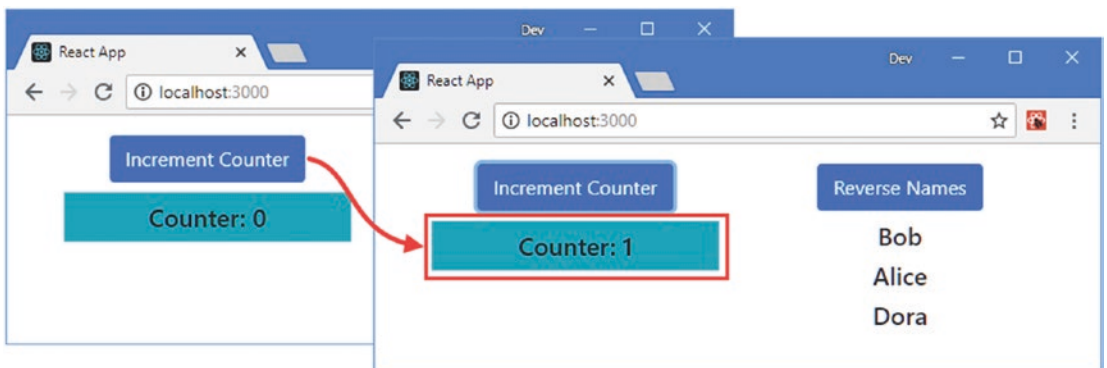 Dev
React App
localhost:3000
Increment Counter
Counter: 0
Dev
React App
localhost:3000
Increment Counter
Counter: 1
Reverse Names
Bob
Alice
Dora